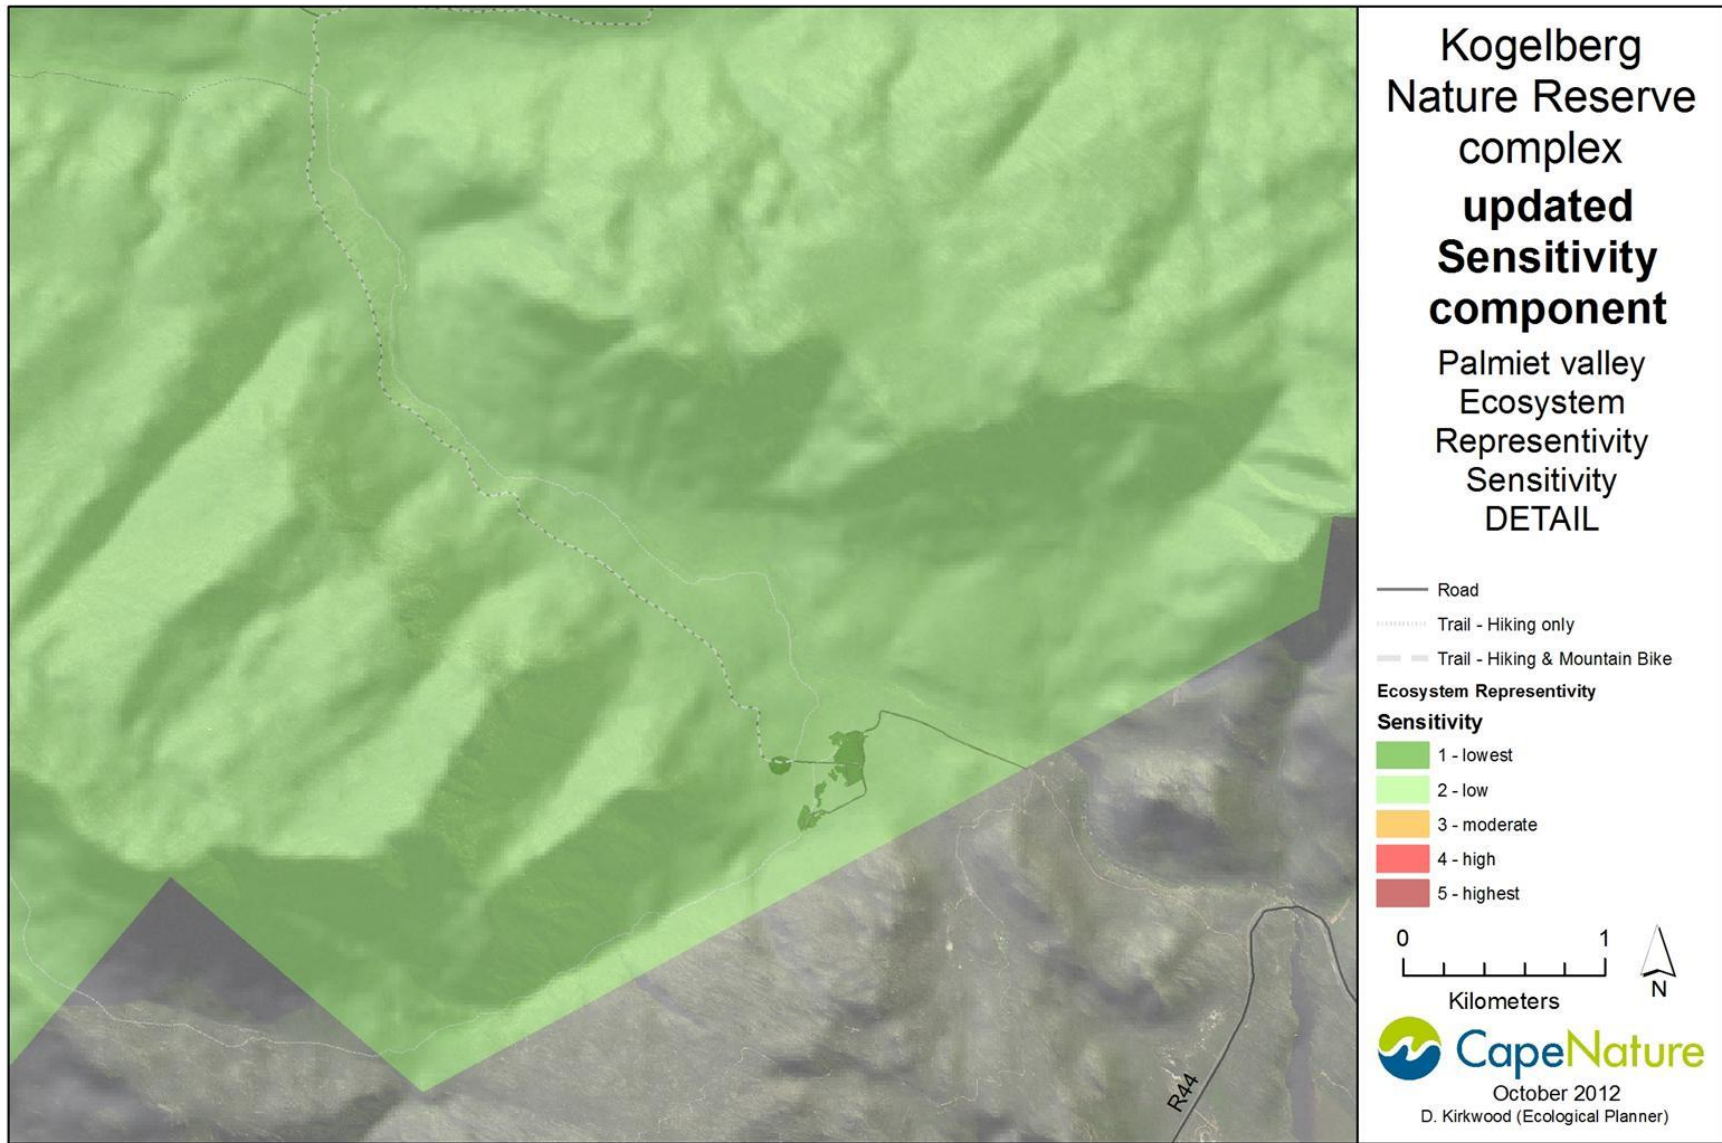 Kogelberg
Nature Reserve
complex
updated
Sensitivity
component
Palmiet valley
Ecosystem
Representivity
Sensitivity
DETAIL
Road
Trail - Hiking only
Trail - Hiking & Mountain Bike
Ecosystem Representivity
Sensitivity
1 - lowest
2 - low
3 - moderate
4 - high
5 - highest
0 1
Kilometers
N
CapeNature
October 2012
D. Kirkwood (Ecological Planner)
R44